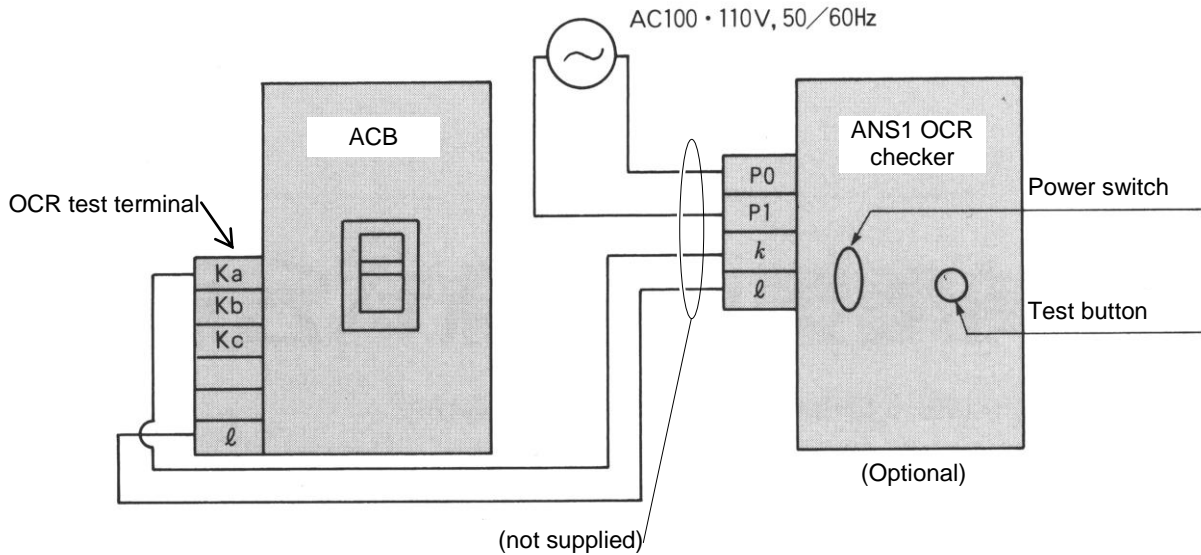 AC100・110V, 50／60Hz
ACB
ANS1 OCR
checker
OCR test terminal
Ka
Kb
Kc
ℓ
P0
P1
k
ℓ
Power switch
Test button
(Optional)
(not supplied)